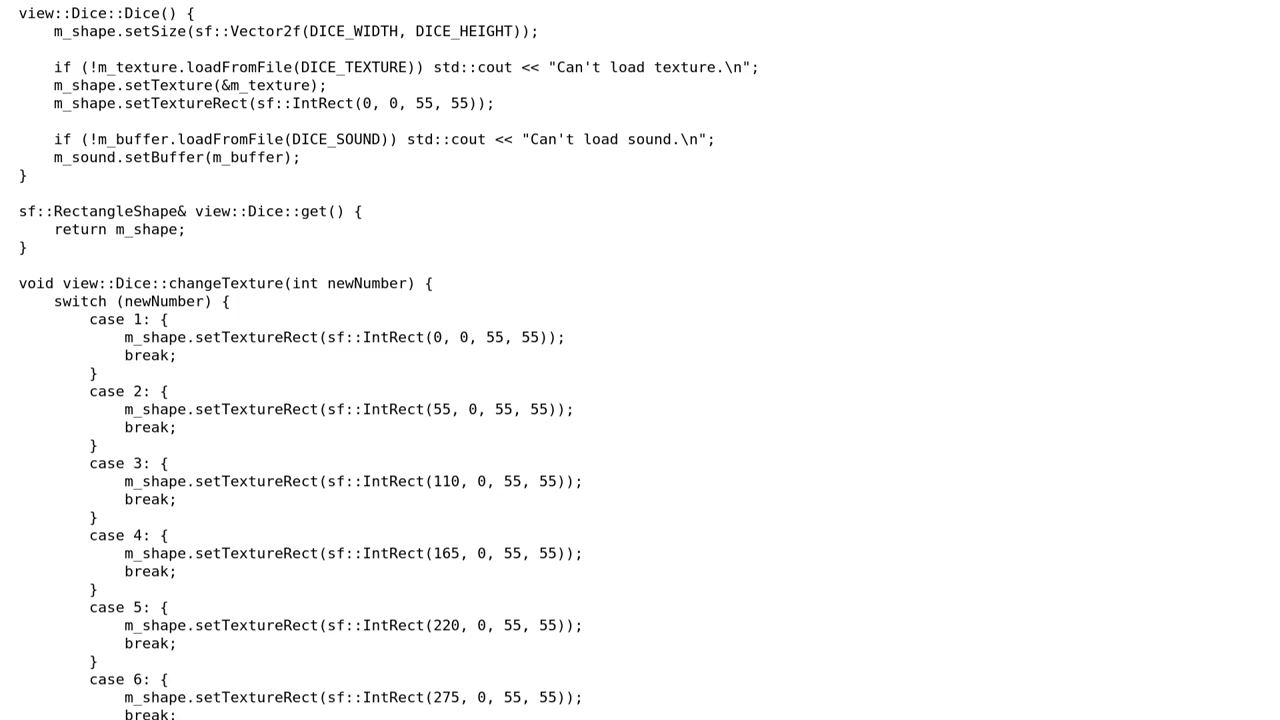 view::Dice::Dice() {
    m_shape.setSize(sf::Vector2f(DICE_WIDTH, DICE_HEIGHT));

    if (!m_texture.loadFromFile(DICE_TEXTURE)) std::cout << "Can't load texture.\n";
    m_shape.setTexture(&m_texture);
    m_shape.setTextureRect(sf::IntRect(0, 0, 55, 55));

    if (!m_buffer.loadFromFile(DICE_SOUND)) std::cout << "Can't load sound.\n";
    m_sound.setBuffer(m_buffer);
}

sf::RectangleShape& view::Dice::get() {
    return m_shape;
}

void view::Dice::changeTexture(int newNumber) {
    switch (newNumber) {
        case 1: {
            m_shape.setTextureRect(sf::IntRect(0, 0, 55, 55));
            break;
        }
        case 2: {
            m_shape.setTextureRect(sf::IntRect(55, 0, 55, 55));
            break;
        }
        case 3: {
            m_shape.setTextureRect(sf::IntRect(110, 0, 55, 55));
            break;
        }
        case 4: {
            m_shape.setTextureRect(sf::IntRect(165, 0, 55, 55));
            break;
        }
        case 5: {
            m_shape.setTextureRect(sf::IntRect(220, 0, 55, 55));
            break;
        }
        case 6: {
            m_shape.setTextureRect(sf::IntRect(275, 0, 55, 55));
            break;